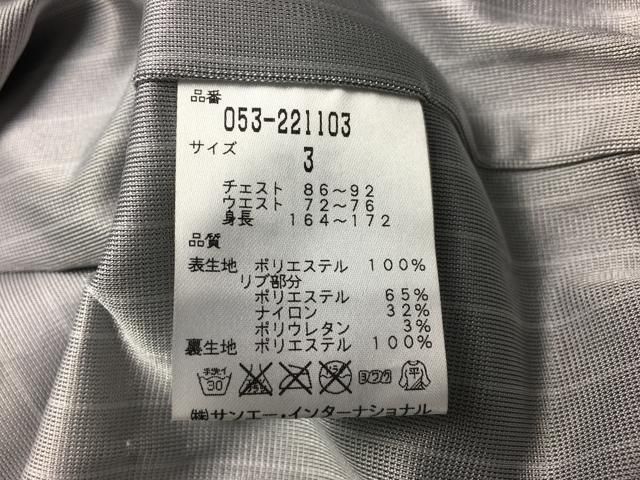 品番
053-221103
サイズ
3
チェスト 86～92
ウエスト 72～76
身長 164～172
品質
表生地 ポリエステル 100%
リブ部分
ポリエステル 65%
ナイロン 32%
ポリウレタン 3%
裏生地 ポリエステル 100%
手洗イ 30 ヨワク 平
㈱サンエー・インターナショナル